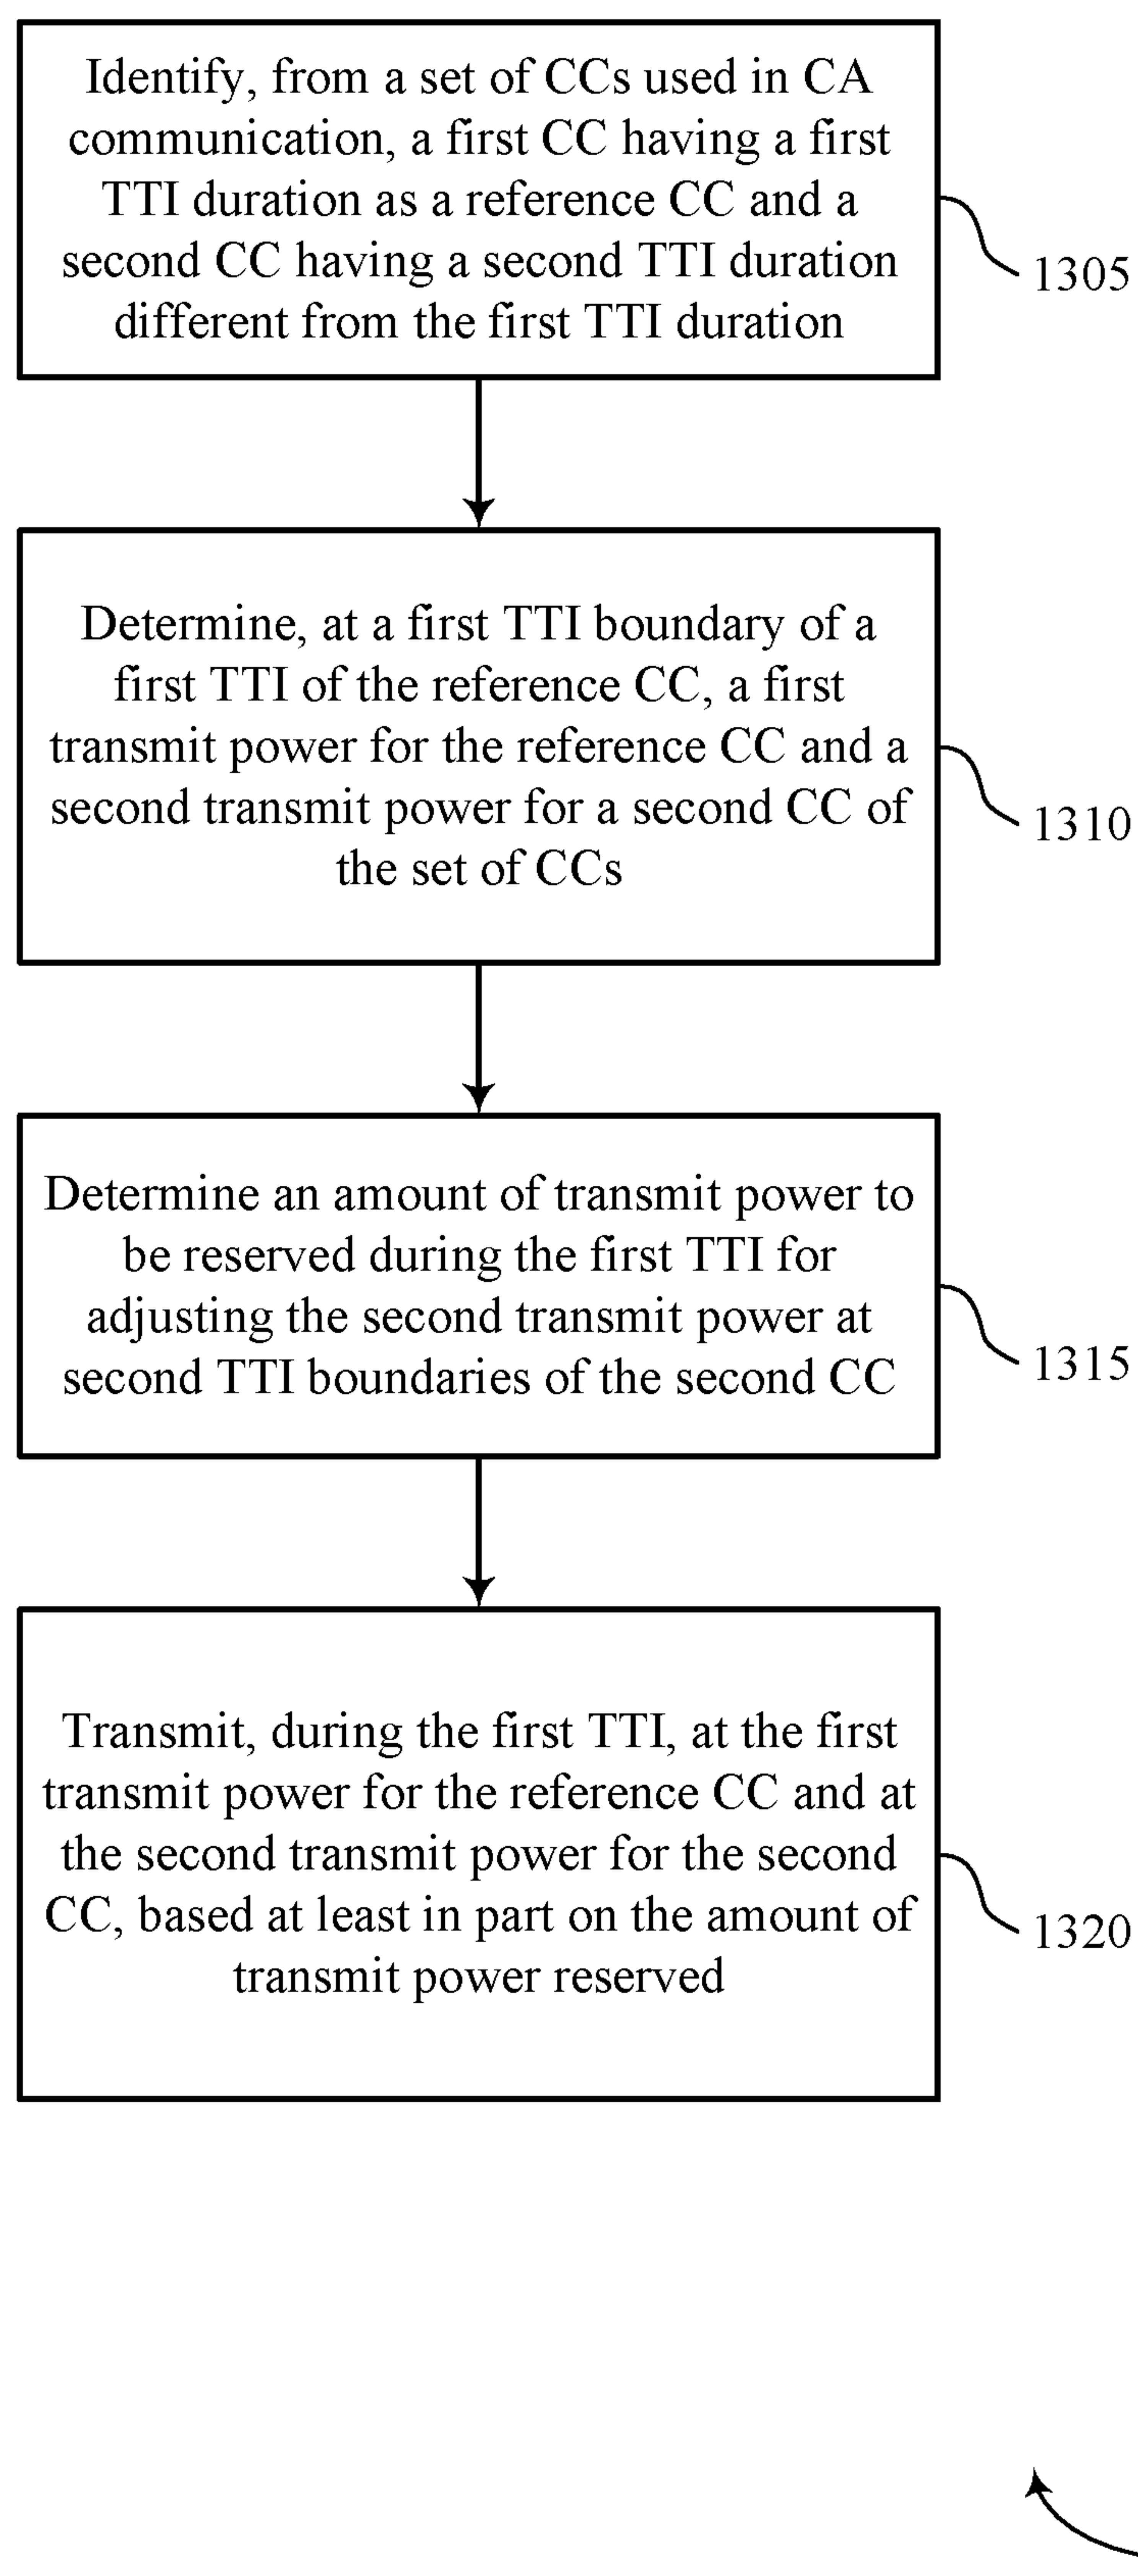 Identify, from a set of CCs used in CA
communication, a first CC having a first
TTI duration as a reference CC and a
second CC having a second TTI duration
different from the first TTI duration
1305
Determine, at a first TTI boundary of a
first TTI of the reference CC, a first
transmit power for the reference CC and a
second transmit power for a second CC of
the set of CCs
1310
Determine an amount of transmit power to
be reserved during the first TTI for
adjusting the second transmit power at
second TTI boundaries of the second CC
1315
Transmit, during the first TTI, at the first
transmit power for the reference CC and at
the second transmit power for the second
CC, based at least in part on the amount of
transmit power reserved
1320